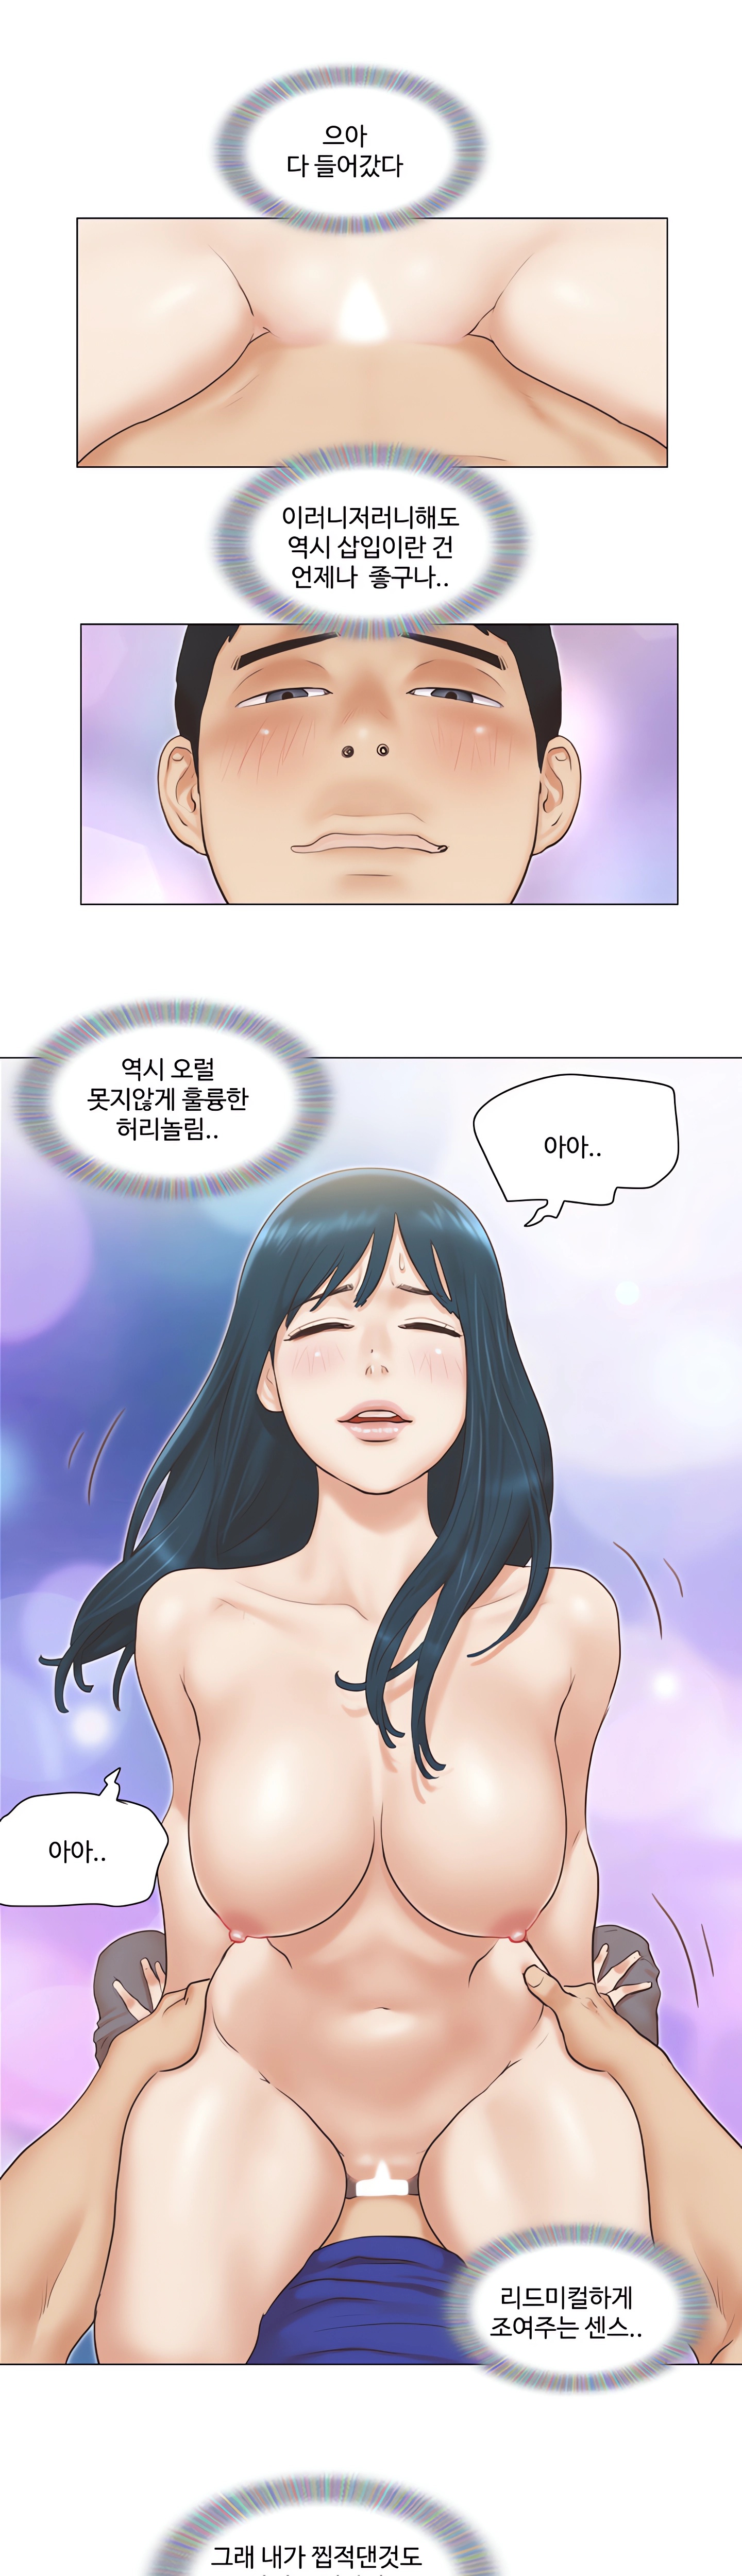 으아
다 들어갔다
이러니저러니해도
역시 삽입이란 건
언제나 좋구나..
역시 오럴
못지않게 훌륭한
허리놀림..
아아..
아아..
리드미컬하게
조여주는 센스..
그래 내가 찝적댄것도